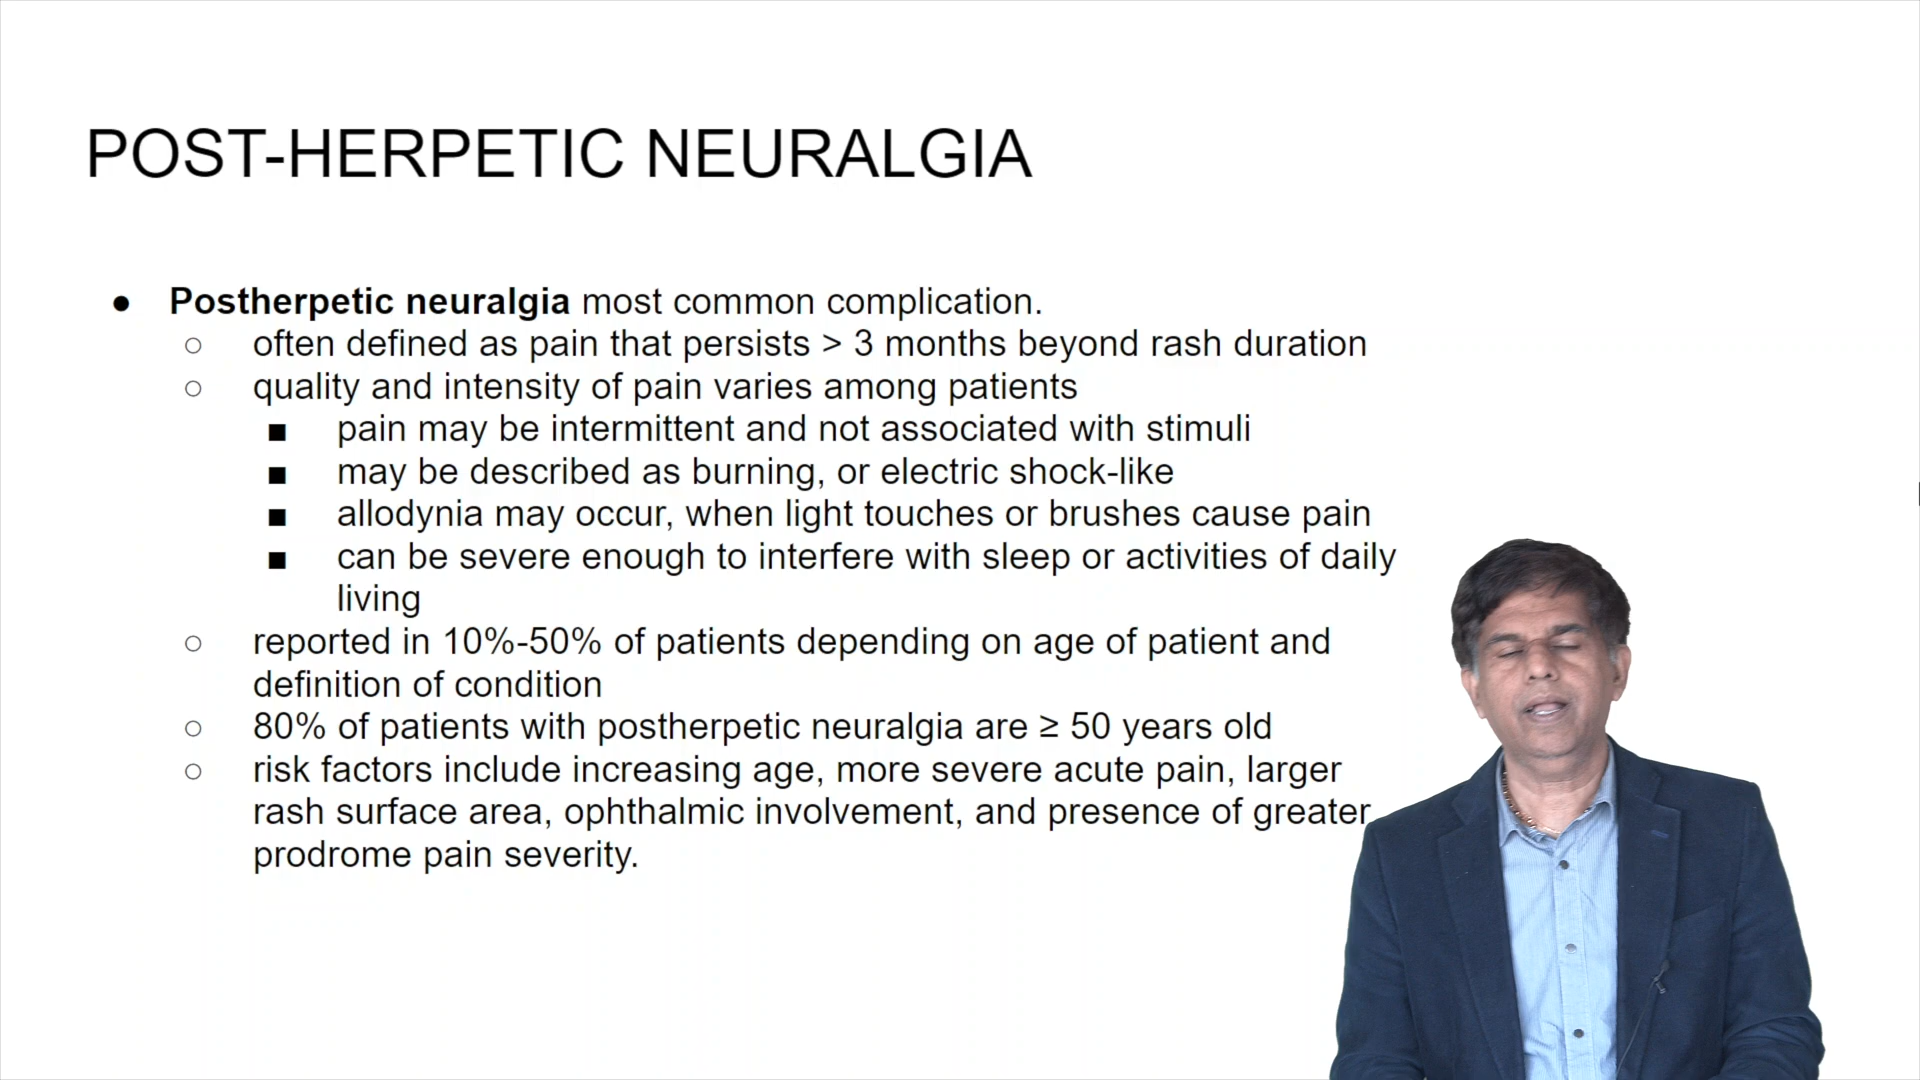 POST-HERPETIC NEURALGIA
● Postherpetic neuralgia most common complication.
○ often defined as pain that persists > 3 months beyond rash duration
○ quality and intensity of pain varies among patients
■ pain may be intermittent and not associated with stimuli
■ may be described as burning, or electric shock-like
■ allodynia may occur, when light touches or brushes cause pain
■ can be severe enough to interfere with sleep or activities of daily
living
○ reported in 10%-50% of patients depending on age of patient and
definition of condition
○ 80% of patients with postherpetic neuralgia are ≥ 50 years old
○ risk factors include increasing age, more severe acute pain, larger
rash surface area, ophthalmic involvement, and presence of greater
prodrome pain severity.